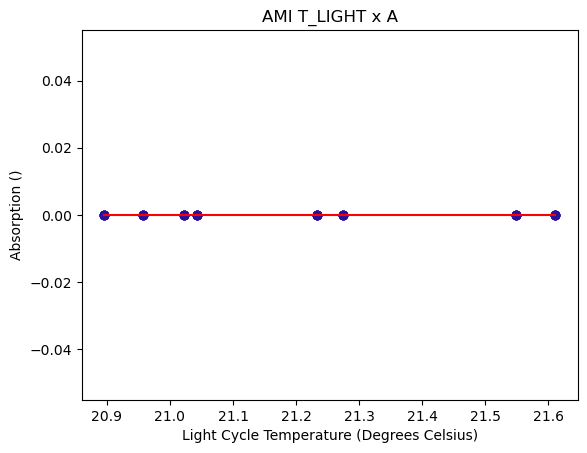 AMI T_LIGHT x A
0.04
0.02
0.00
−0.02
−0.04
Absorption ()
20.9 21.0 21.1 21.2 21.3 21.4 21.5 21.6
Light Cycle Temperature (Degrees Celsius)